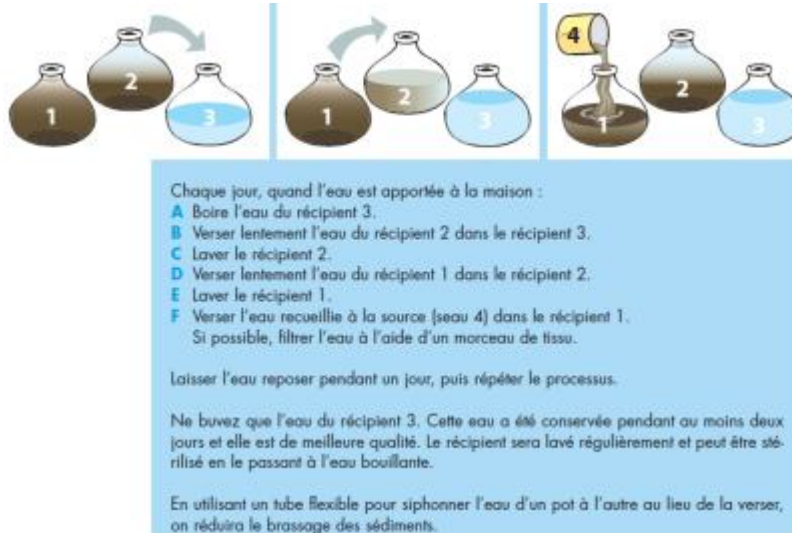 2
1
3
2
1
3
4
2
1
3
Chaque jour, quand l'eau est apportée à la maison :
A Boire l'eau du récipient 3.
B Verser lentement l'eau du récipient 2 dans le récipient 3.
C Laver le récipient 2.
D Verser lentement l'eau du récipient 1 dans le récipient 2.
E Laver le récipient 1.
F Verser l'eau recueillie à la source (seau 4) dans le récipient 1.
Si possible, filtrer l'eau à l'aide d'un morceau de tissu.
Laisser l'eau reposer pendant un jour, puis répéter le processus.
Ne buvez que l'eau du récipient 3. Cette eau a été conservée pendant au moins deux
jours et elle est de meilleure qualité. Le récipient sera lavé régulièrement et peut être sté-
rilisé en le passant à l'eau bouillante.
En utilisant un tube flexible pour siphonner l'eau d'un pot à l'autre au lieu de la verser,
on réduira le brassage des sédiments.